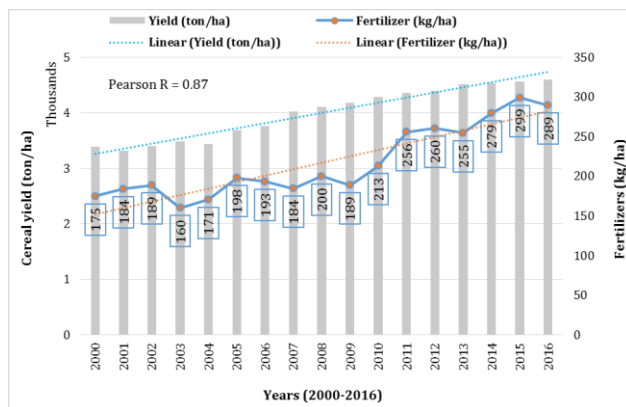 Yield (ton/ha) Fertilizer (kg/ha)
Linear (Yield (ton/ha)) Linear (Fertilizer (kg/ha))
Pearson R = 0.87
Thousands
Cereal yield (ton/ha)
5
4
3
2
1
0
350
300
250
200
150
100
50
0
Fertilizers (kg/ha)
175 184 189 160 171 198 193 184 200 189 213 256 260 255 279 299 289
2000 2001 2002 2003 2004 2005 2006 2007 2008 2009 2010 2011 2012 2013 2014 2015 2016
Years (2000-2016)